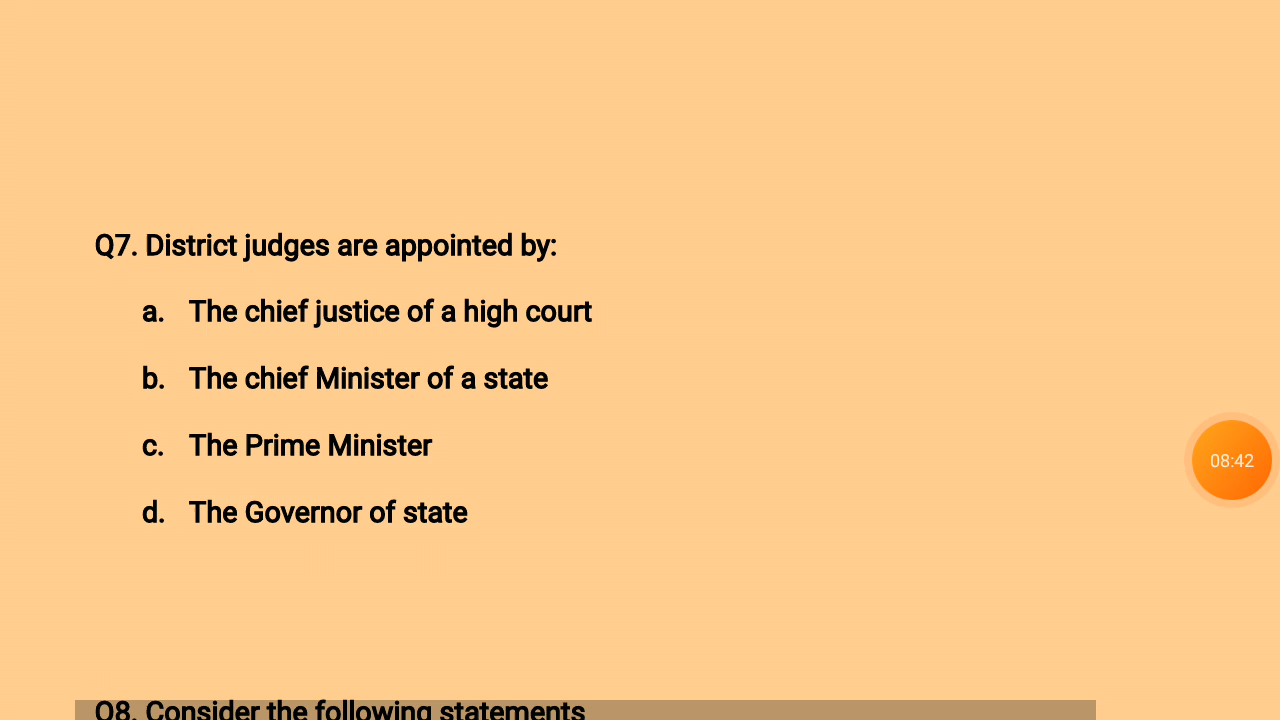 Q7. District judges are appointed by:
a. The chief justice of a high court
b. The chief Minister of a state
c. The Prime Minister
d. The Governor of state
08:42
Q8. Consider the following statements